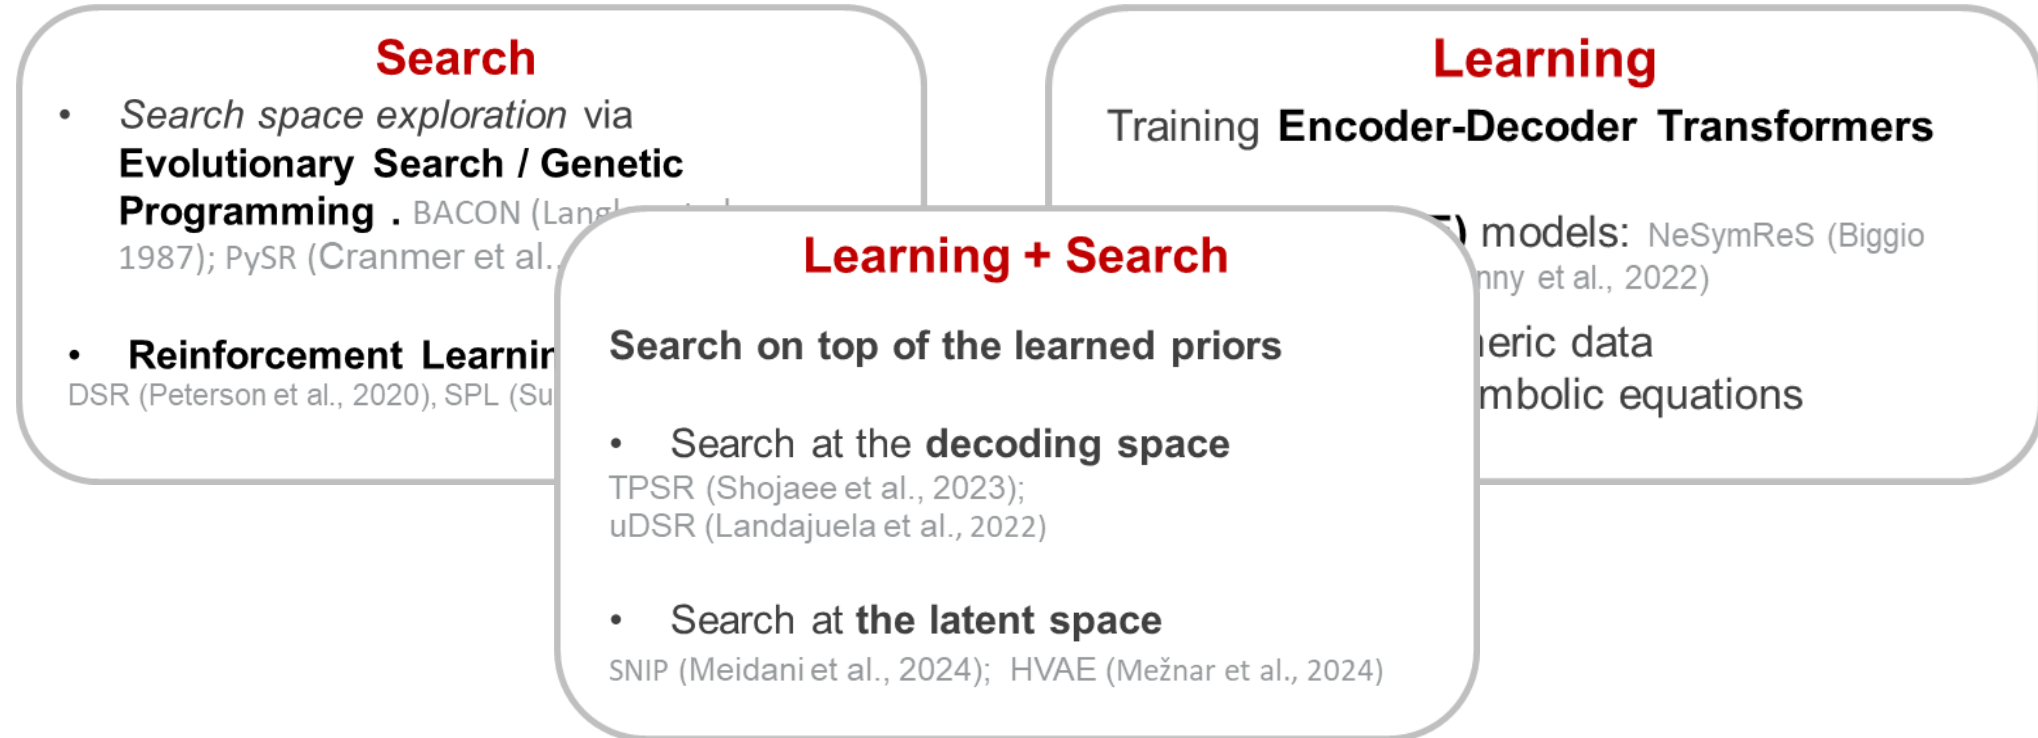 Search
• Search space exploration via
Evolutionary Search / Genetic
Programming . BACON
1987); PySR (Cranmer et al.,
• Reinforcement
DSR (Peterson et al., 2020), SPL
Learning
Training Encoder-Decoder Transformers
models: NeSymReS (Biggio
et al., 2022)
data
equations
Learning + Search
Search on top of the learned priors
• Search at the decoding space
TPSR (Shojaee et al., 2023);
uDSR (Landajuela et al., 2022)
• Search at the latent space
SNIP (Meidani et al., 2024); HVAE (Mežnar et al., 2024)